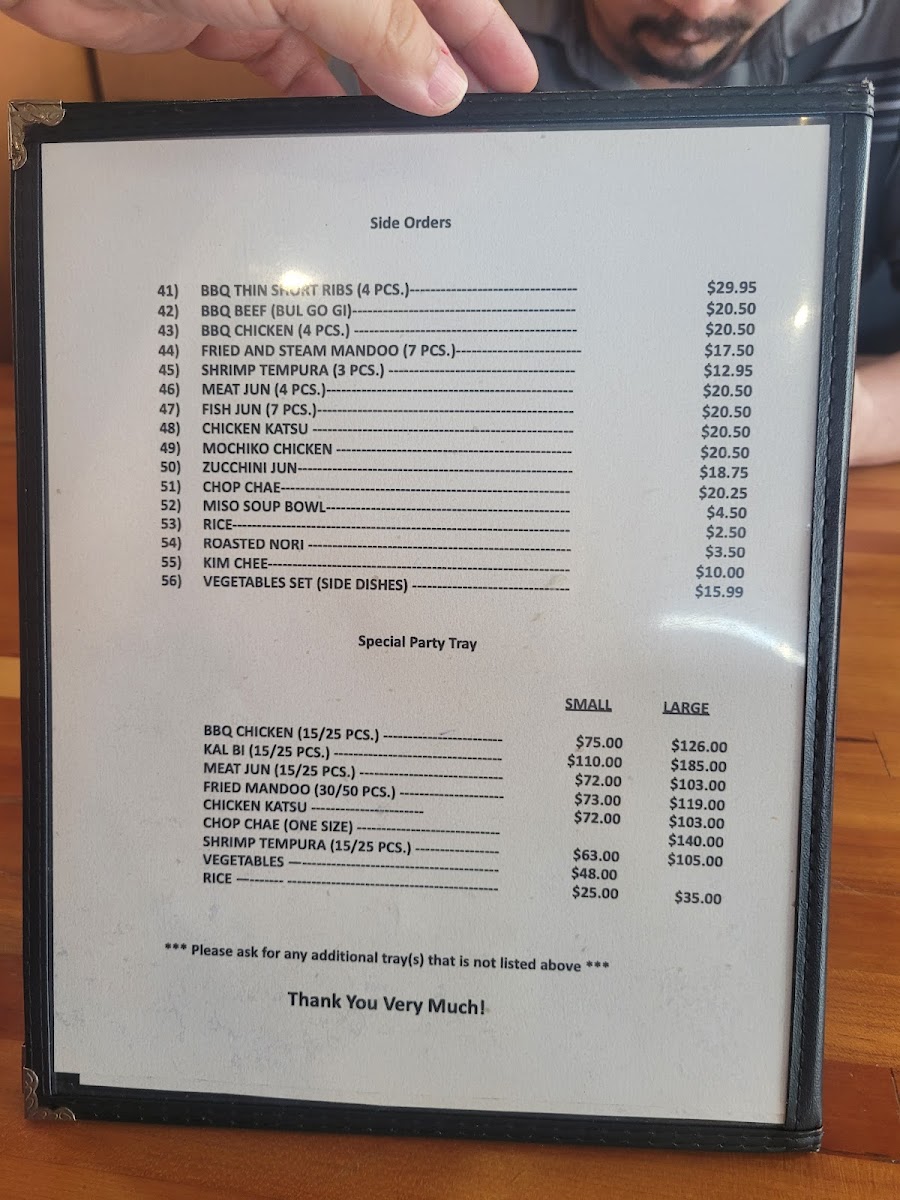 Side Orders
41) BBQ THIN SHORT RIBS (4 PCS.)---------------------------------- $29.95
42) BBQ BEEF (BUL GO GI)---------------------------------------------- $20.50
43) BBQ CHICKEN (4 PCS.) --------------------------------------------- $20.50
44) FRIED AND STEAM MANDOO (7 PCS.)------------------------- $17.50
45) SHRIMP TEMPURA (3 PCS.) -------------------------------------- $12.95
46) MEAT JUN (4 PCS.)-------------------------------------------------- $20.50
47) FISH JUN (7 PCS.)---------------------------------------------------- $20.50
48) CHICKEN KATSU ---------------------------------------------------- $20.50
49) MOCHIKO CHICKEN ------------------------------------------------ $20.50
50) ZUCCHINI JUN-------------------------------------------------------- $18.75
51) CHOP CHAE----------------------------------------------------------- $20.25
52) MISO SOUP BOWL-------------------------------------------------- $4.50
53) RICE-------------------------------------------------------------------- $2.50
54) ROASTED NORI ------------------------------------------------------ $3.50
55) KIM CHEE------------------------------------------------------------- $10.00
56) VEGETABLES SET (SIDE DISHES) -------------------------------- $15.99
Special Party Tray
SMALL LARGE
BBQ CHICKEN (15/25 PCS.) ------------------------ $75.00 $126.00
KAL BI (15/25 PCS.) ---------------------------------- $110.00 $185.00
MEAT JUN (15/25 PCS.) ----------------------------- $72.00 $103.00
FRIED MANDOO (30/50 PCS.) --------------------- $73.00 $119.00
CHICKEN KATSU ----------------------- $72.00 $103.00
CHOP CHAE (ONE SIZE) ----------------------------- $140.00
SHRIMP TEMPURA (15/25 PCS.) ----------------- $63.00 $105.00
VEGETABLES ------------------------------------------ $48.00
RICE --------- ------------------------------------------ $25.00 $35.00
*** Please ask for any additional tray(s) that is not listed above ***
Thank You Very Much!